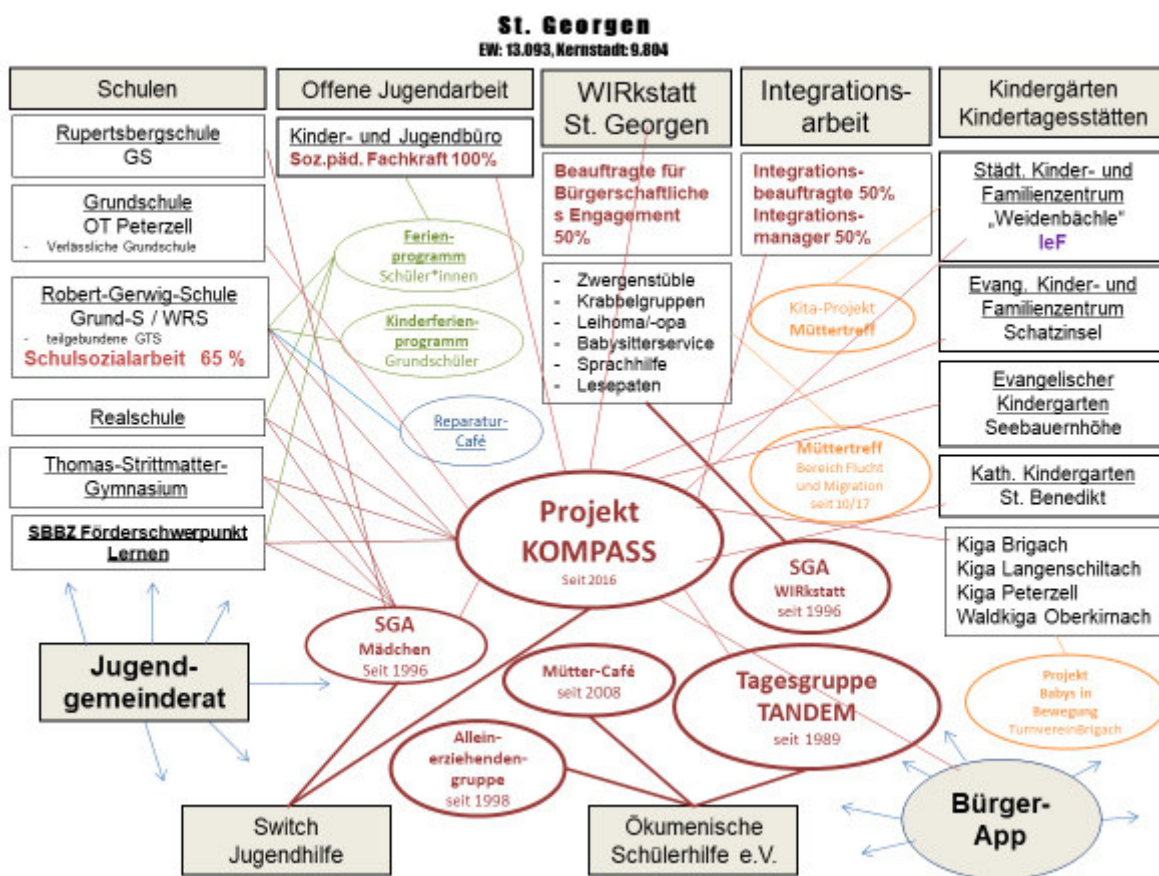 St. Georgen
EW: 13.093, Kernstadt: 9.804
Schulen
Rupertsbergschule
GS
Grundschule
OT Peterzell
- Verlässliche Grundschule
Robert-Gerwig-Schule
Grund-S / WRS
- teilgebundene GTS
Schulsozialarbeit 65 %
Realschule
Thomas-Strittmatter-
Gymnasium
SBBZ Förderschwerpunkt
Lernen
Offene Jugendarbeit
Kinder- und Jugendbüro
Soz.päd. Fachkraft 100%
Ferien-
programm
Schüler*innen
Kinderferien-
programm
Grundschüler
Reparatur-
Café
WIRkstatt
St. Georgen
Beauftragte für
Bürgerschaftliche
s Engagement
50%
- Zwergenstüble
- Krabbelgruppen
- Leihoma/-opa
- Babysitterservice
- Sprachhilfe
- Lesepaten
Integrations-
arbeit
Integrations-
beauftragte 50%
Integrations-
manager 50%
Kita-Projekt
Müttertreff
Müttertreff
Bereich Flucht
und Migration
seit 10/17
Kindergärten
Kindertagesstätten
Städt. Kinder- und
Familienzentrum
„Weidenbächle“
IeF
Evang. Kinder- und
Familienzentrum
Schatzinsel
Evangelischer
Kindergarten
Seebauernhöhe
Kath. Kindergarten
St. Benedikt
Kiga Brigach
Kiga Langenschiltach
Kiga Peterzell
Waldkiga Oberkirnach
Projekt
Babys in
Bewegung
TurnvereinBrigach
Projekt
KOMPASS
Seit 2016
SGA
WIRkstatt
seit 1996
SGA
Mädchen
Seit 1996
Mütter-Café
seit 2008
Tagesgruppe
TANDEM
seit 1989
Allein-
erziehenden-
gruppe
seit 1998
Jugend-
gemeinderat
Switch
Jugendhilfe
Ökumenische
Schülerhilfe e.V.
Bürger-
App